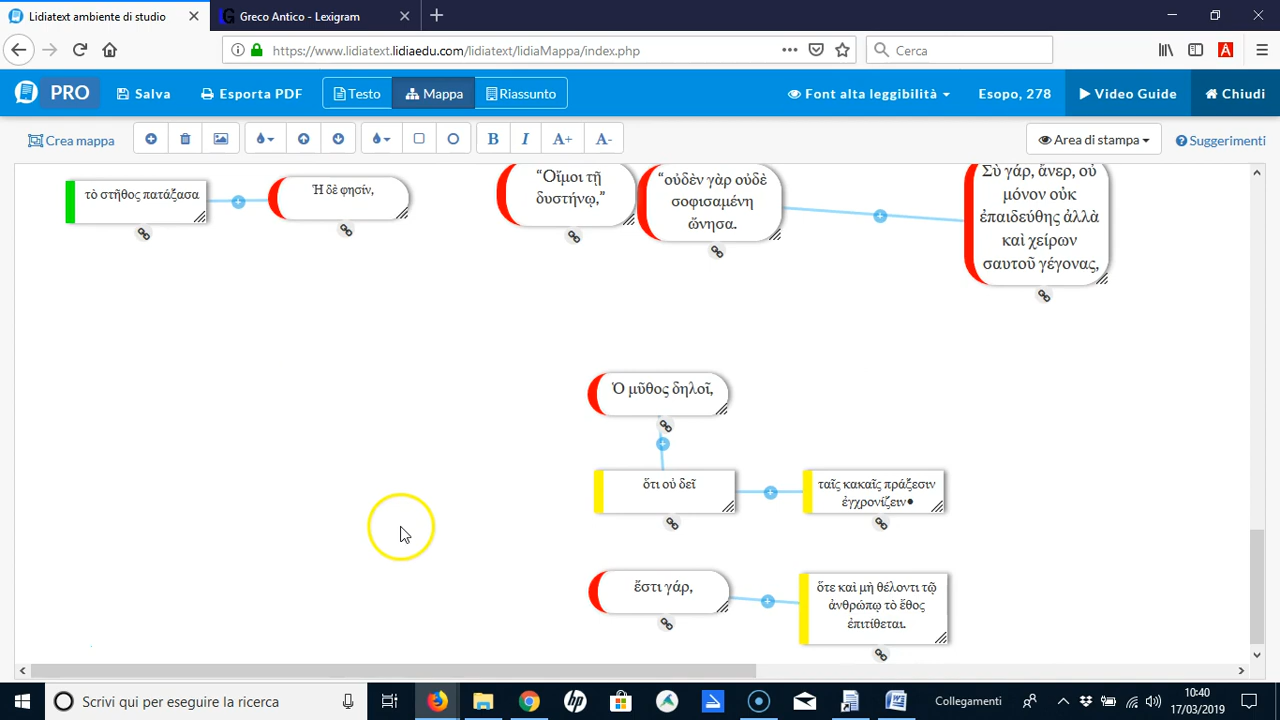 Lidiatext ambiente di studio
Greco Antico - Lexigram
https://www.lidiatext.lidiaedu.com/lidiatext/lidiaMappa/index.php
Cerca
PRO
Salva
Esporta PDF
Testo
Mappa
Riassunto
Font alta leggibilità
Esopo, 278
Video Guide
Chiudi
Crea mappa
B
I
A+
A-
Area di stampa
Suggerimenti
τὸ στῆθος πατάξασα
Ἡ δὲ φησίν,
“Οἴμοι τῇ
δυστήνῳ,”
“οὐδὲν γὰρ οὐδὲ
σοφισαμένη
ὤνησα.
Σὺ γάρ, ἄνερ, οὐ
μόνον οὐκ
ἐπαιδεύθης ἀλλὰ
καὶ χείρων
σαυτοῦ γέγονας,
Ὁ μῦθος δηλοῖ,
ὅτι οὐ δεῖ
ταῖς κακαῖς πράξεσιν
ἐγχρονίζειν•
ἔστι γάρ,
ὅτε καὶ μὴ θέλοντι τῷ
ἀνθρώπῳ τὸ ἔθος
ἐπιτίθεται.
Scrivi qui per eseguire la ricerca
Collegamenti
10:40
17/03/2019